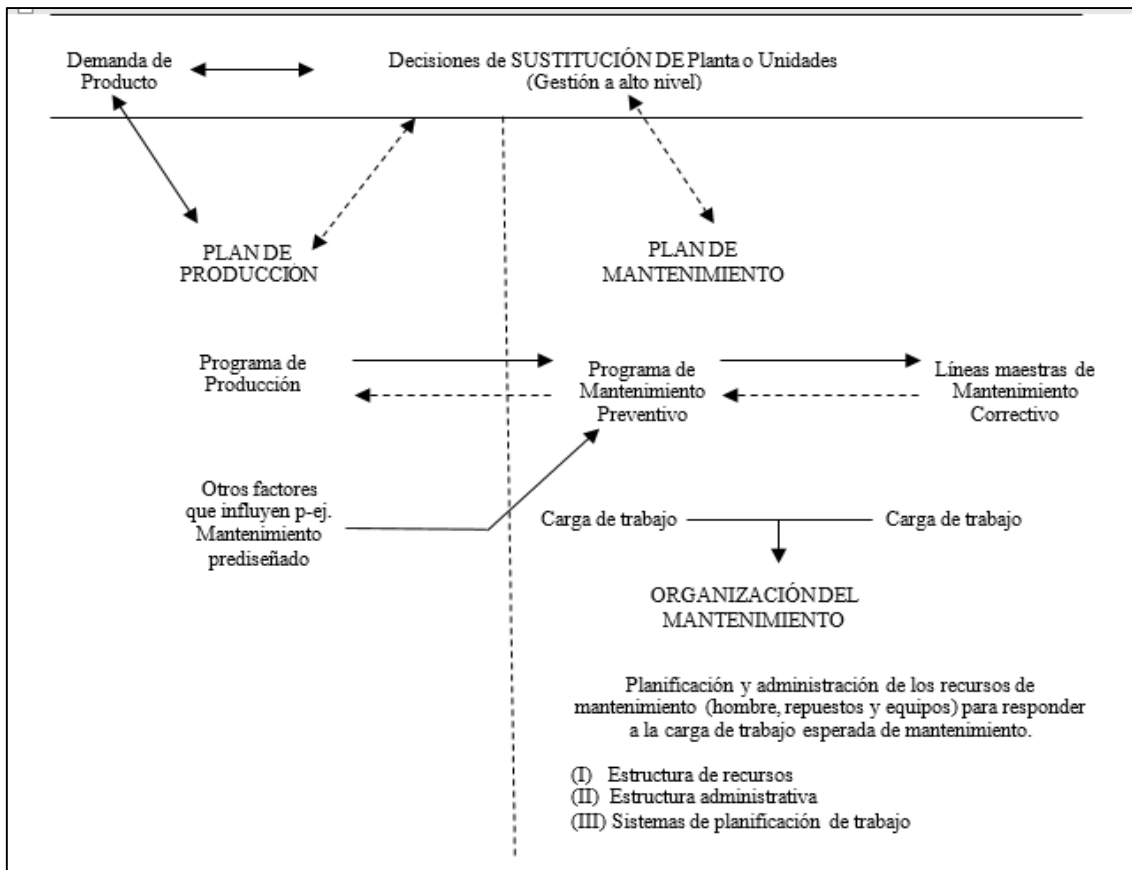 Demanda de
Producto
Decisiones de SUSTITUCIÓN DE Planta o Unidades
(Gestión a alto nivel)
PLAN DE
PRODUCCIÓN
PLAN DE
MANTENIMIENTO
Programa de
Producción
Programa de
Mantenimiento
Preventivo
Líneas maestras de
Mantenimiento
Correctivo
Otros factores
que influyen p-ej.
Mantenimiento
prediseñado
Carga de trabajo
Carga de trabajo
ORGANIZACIÓN DEL
MANTENIMIENTO
Planificación y administración de los recursos de
mantenimiento (hombre, repuestos y equipos) para responder
a la carga de trabajo esperada de mantenimiento.
(I) Estructura de recursos
(II) Estructura administrativa
(III) Sistemas de planificación de trabajo